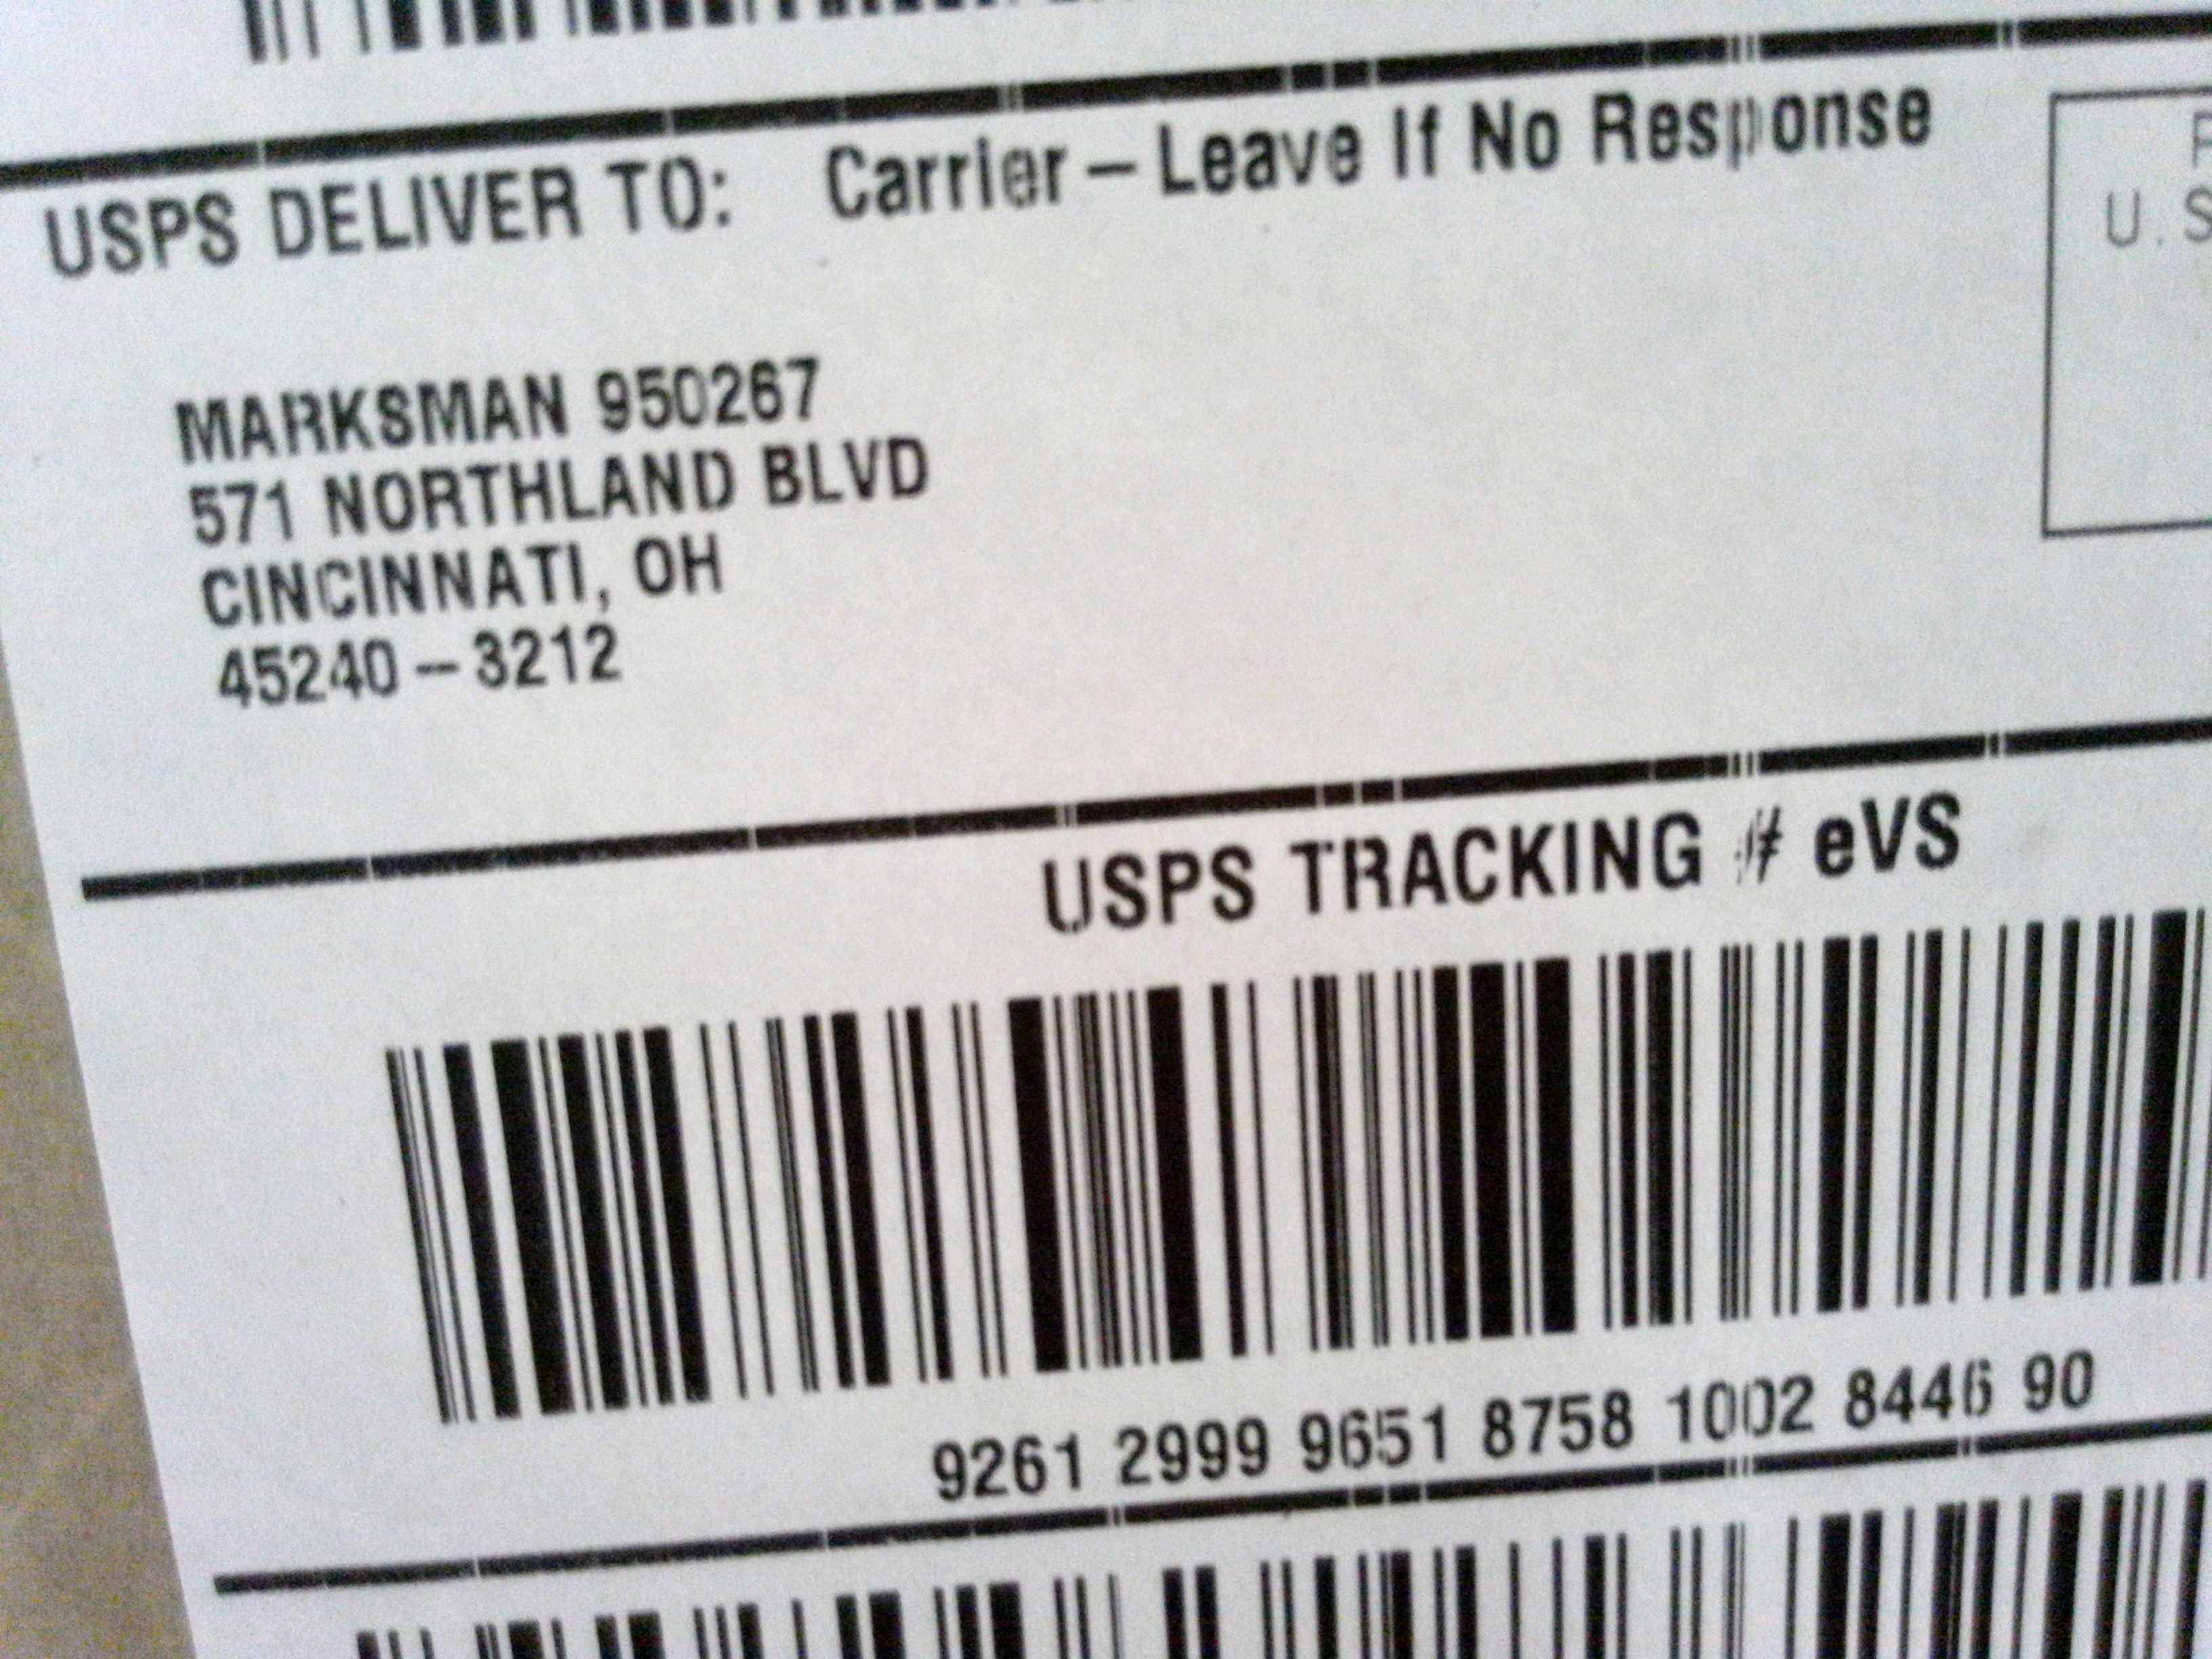 USPS DELIVER TO: Carrier – Leave If No Response
U.S
MARKSMAN 950267
571 NORTHLAND BLVD
CINCINNATI, OH
45240 – 3212
USPS TRACKING # eVS
9261 2999 9651 8758 1002 8446 90